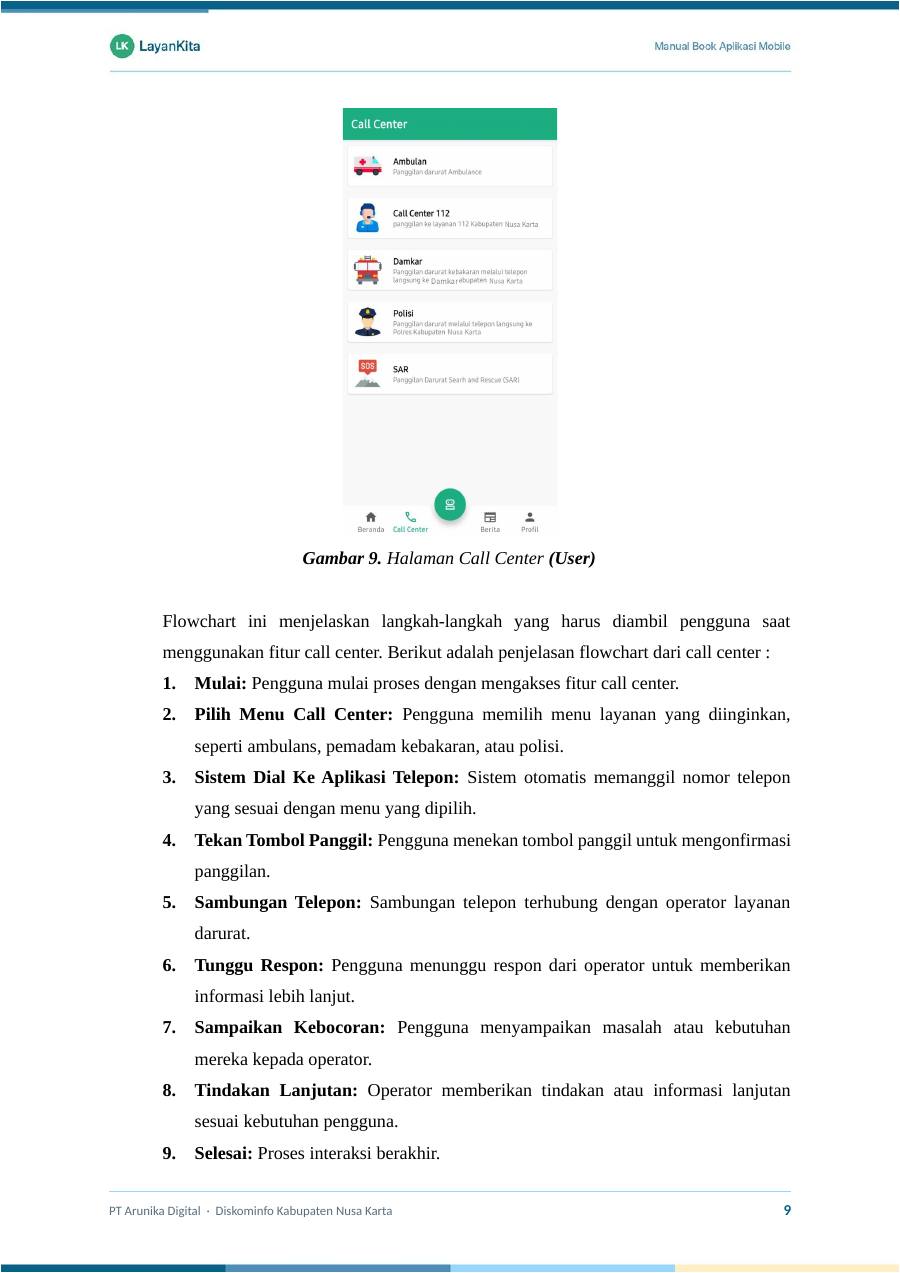 LK LayanKita
Manual Book Aplikasi Mobile
Call Center
Ambulan
Panggilan darurat Ambulance
Call Center 112
panggilan ke layanan 112 Kabupaten Nusa Karta
Damkar
Panggilan darurat kebakaran melalui telepon
langsung ke Damkar ebupaten Nusa Karta
Polisi
Panggilan darurat melalui telepon langsung ke
Polres Kabupaten Nusa Karta
SOS
SAR
Panggilan Darurat Searh and Rescue (SAR)
Beranda Call Center Berita Profil
Gambar 9. Halaman Call Center (User)
Flowchart ini menjelaskan langkah-langkah yang harus diambil pengguna saat
menggunakan fitur call center. Berikut adalah penjelasan flowchart dari call center :
1. Mulai: Pengguna mulai proses dengan mengakses fitur call center.
2. Pilih Menu Call Center: Pengguna memilih menu layanan yang diinginkan,
seperti ambulans, pemadam kebakaran, atau polisi.
3. Sistem Dial Ke Aplikasi Telepon: Sistem otomatis memanggil nomor telepon
yang sesuai dengan menu yang dipilih.
4. Tekan Tombol Panggil: Pengguna menekan tombol panggil untuk mengonfirmasi
panggilan.
5. Sambungan Telepon: Sambungan telepon terhubung dengan operator layanan
darurat.
6. Tunggu Respon: Pengguna menunggu respon dari operator untuk memberikan
informasi lebih lanjut.
7. Sampaikan Kebocoran: Pengguna menyampaikan masalah atau kebutuhan
mereka kepada operator.
8. Tindakan Lanjutan: Operator memberikan tindakan atau informasi lanjutan
sesuai kebutuhan pengguna.
9. Selesai: Proses interaksi berakhir.
PT Arunika Digital · Diskominfo Kabupaten Nusa Karta
9